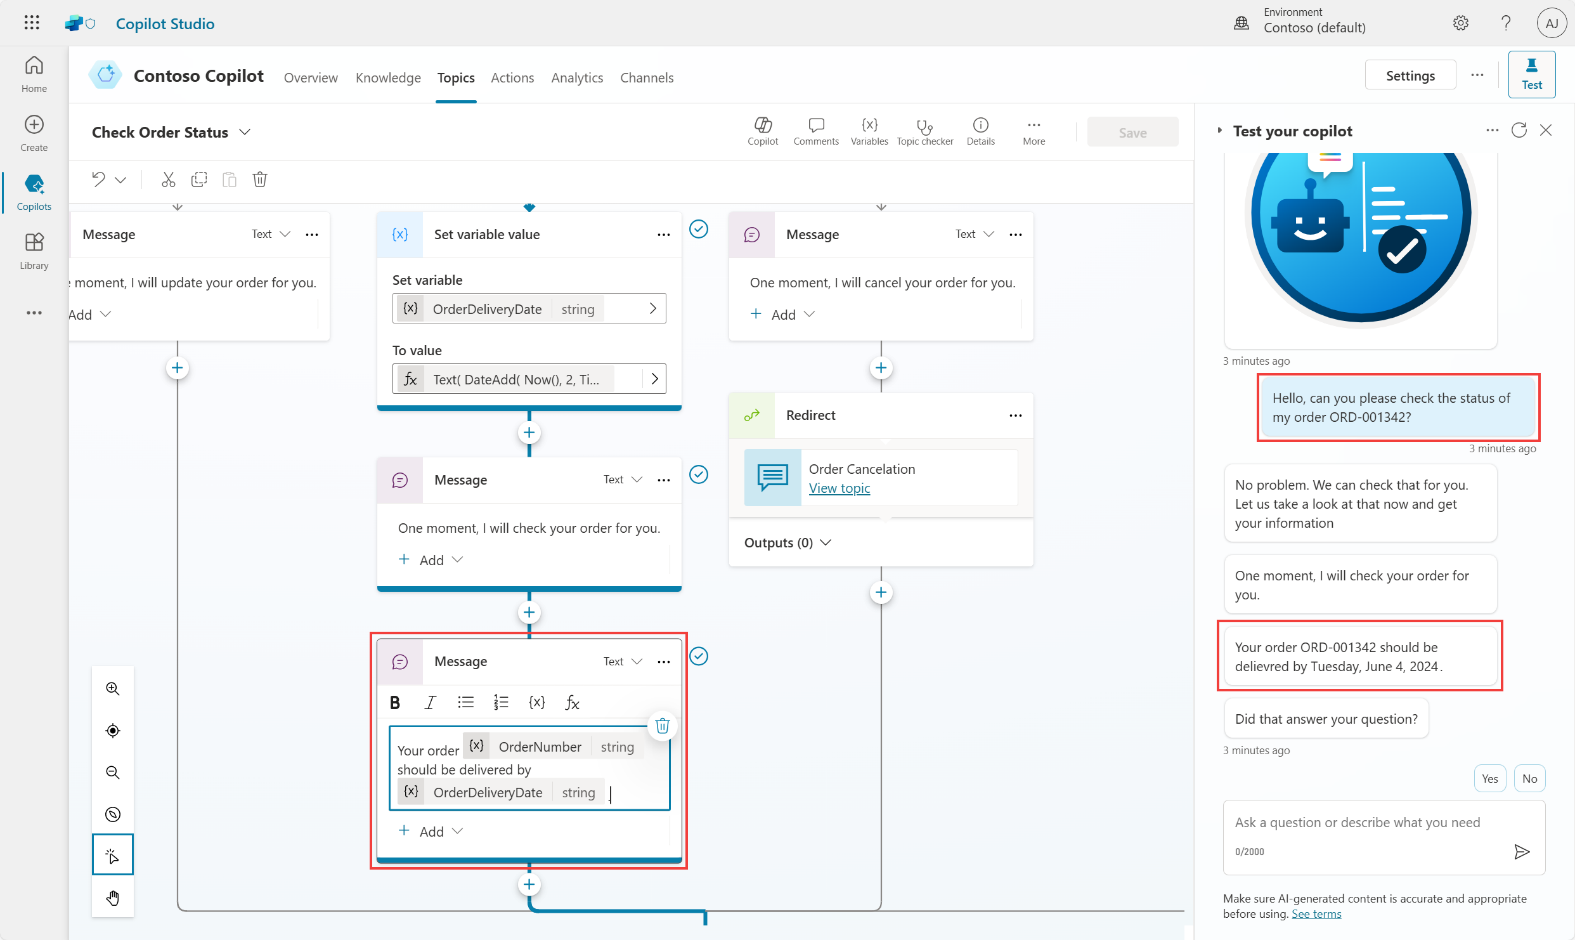 Copilot Studio
Environment
Contoso (default)
AJ
Home
Create
Copilots
Library
Contoso Copilot
Overview
Knowledge
Topics
Actions
Analytics
Channels
Settings
Test
Check Order Status
Copilot
Comments
{x}
Variables
Topic checker
Details
More
Save
Message
Text
moment, I will update your order for you.
Add
{x}
Set variable value
Set variable
{x} OrderDeliveryDate string
To value
fx Text( DateAdd( Now(), 2, Ti...
Message
Text
One moment, I will check your order for you.
+ Add
Message
Text
B I {x} fx
Your order {x} OrderNumber string
should be delivered by
{x} OrderDeliveryDate string
+ Add
Message
Text
One moment, I will cancel your order for you.
+ Add
Redirect
Order Cancelation
View topic
Outputs (0)
Test your copilot
3 minutes ago
Hello, can you please check the status of
my order ORD-001342?
3 minutes ago
No problem. We can check that for you.
Let us take a look at that now and get
your information
One moment, I will check your order for
you.
Your order ORD-001342 should be
delievred by Tuesday, June 4, 2024.
Did that answer your question?
3 minutes ago
Yes
No
Ask a question or describe what you need
0/2000
Make sure AI-generated content is accurate and appropriate
before using. See terms